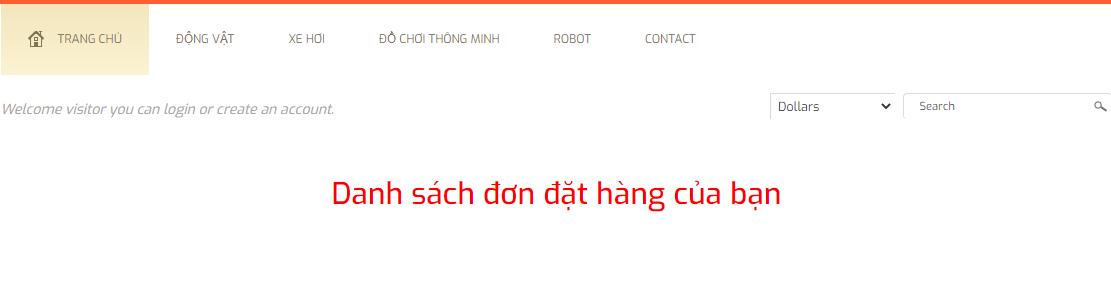 TRANG CHỦ ĐỘNG VẬT XE HƠI ĐỒ CHƠI THÔNG MINH ROBOT CONTACT
Welcome visitor you can login or create an account. Dollars Search
Danh sách đơn đặt hàng của bạn